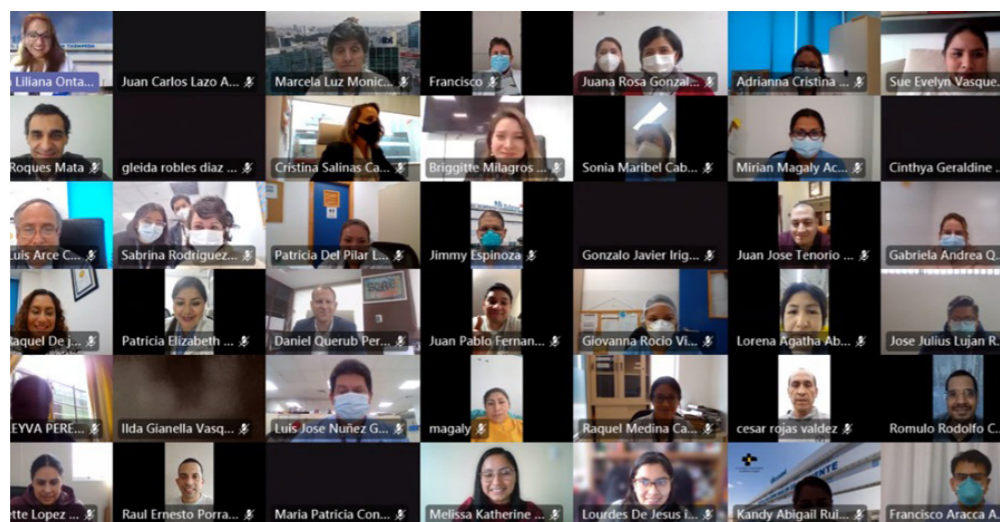 Liliana Onta...
Juan Carlos Lazo A...
Marcela Luz Monic...
Francisco
Juana Rosa Gonzal...
Adrianna Cristina ...
Sue Evelyn Vasque...
Roques Mata
gleida robles diaz ...
Cristina Salinas Ca...
Briggitte Milagros ...
Sonia Maribel Cab...
Mirian Magaly Ac...
Cinthya Geraldine ...
Luis Arce C...
Sabrina Rodriguez...
Patricia Del Pilar L...
Jimmy Espinoza
Gonzalo Javier Irig...
Juan Jose Tenorio ...
Gabriela Andrea Q...
Raquel De j...
Patricia Elizabeth ...
Daniel Querub Per...
Juan Pablo Fernan...
Giovanna Rocio Vi...
Lorena Agatha Ab...
Jose Julius Lujan R...
EYVA PERE...
Ilda Gianella Vasq...
Luis Jose Nuñez G...
magaly
Raquel Medina Ca...
cesar rojas valdez
Romulo Rodolfo C...
ette Lopez ...
Raul Ernesto Porra...
Maria Patricia Con...
Melissa Katherine ...
Lourdes De Jesus i...
Kandy Abigail Rui...
Francisco Aracca A...